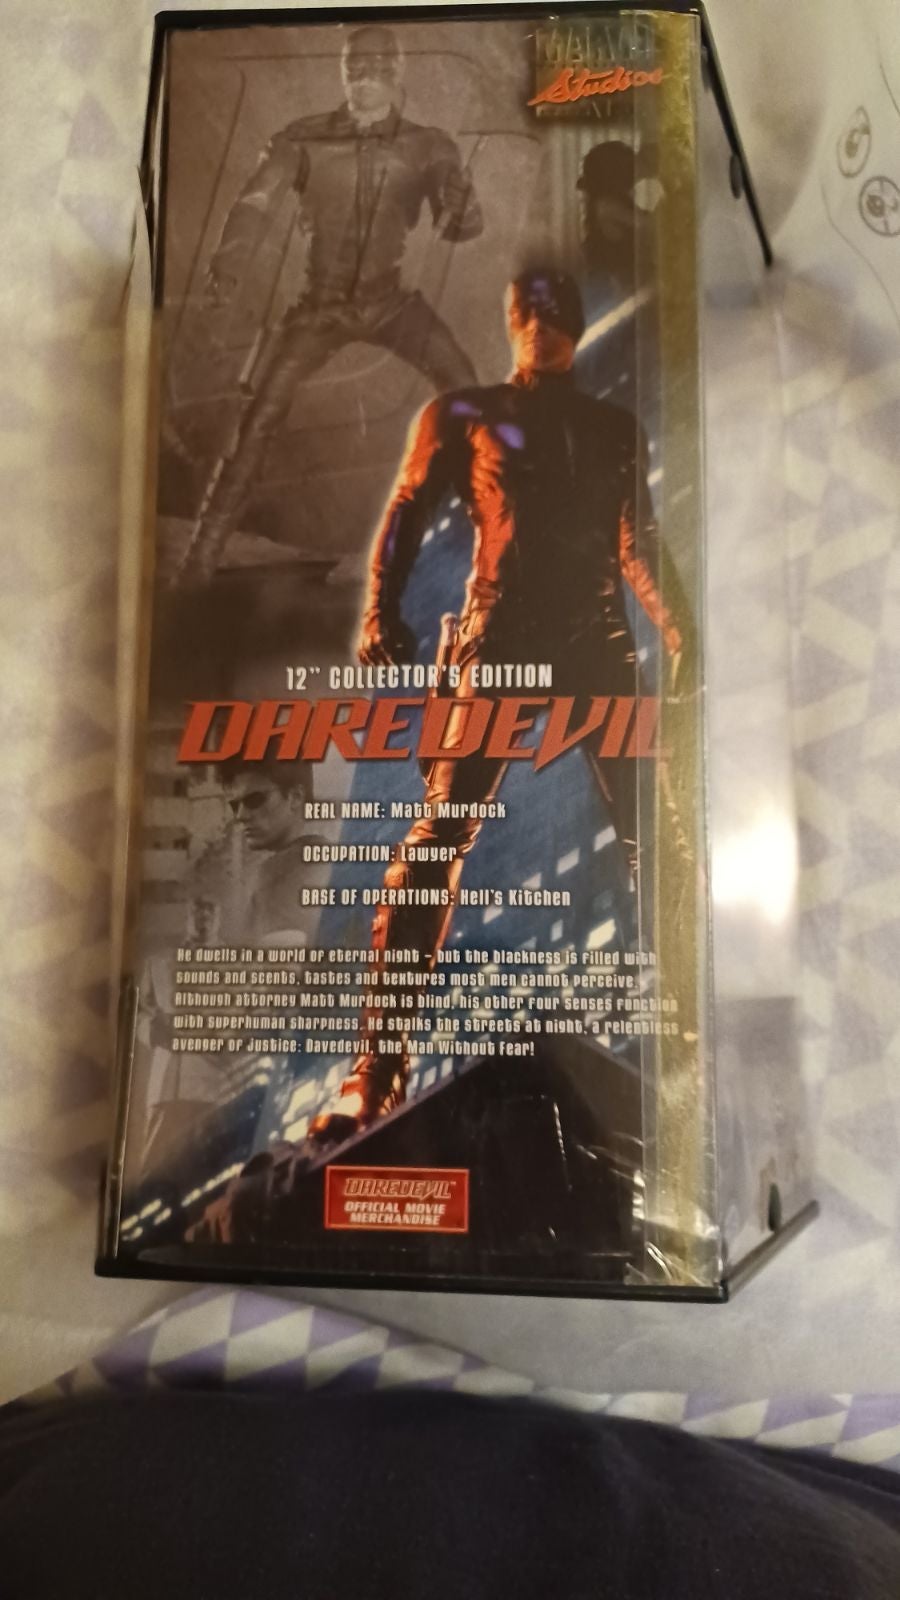 MARVEL
Studios
12" COLLECTOR'S EDITION
DAREDEVIL
REAL NAME: Matt Murdock
OCCUPATION: Lawyer
BASE OF OPERATIONS: Hell's Kitchen
He dwells in a world of eternal night – but the blackness is filled with
sounds and scents, tastes and textures most men cannot perceive.
Although attorney Matt Murdock is blind, his other four senses function
with superhuman sharpness. He stalks the streets at night, a relentless
avenger of justice: Davedevil, the Man Without Fear!
DAREDEVIL™
OFFICIAL MOVIE
MERCHANDISE